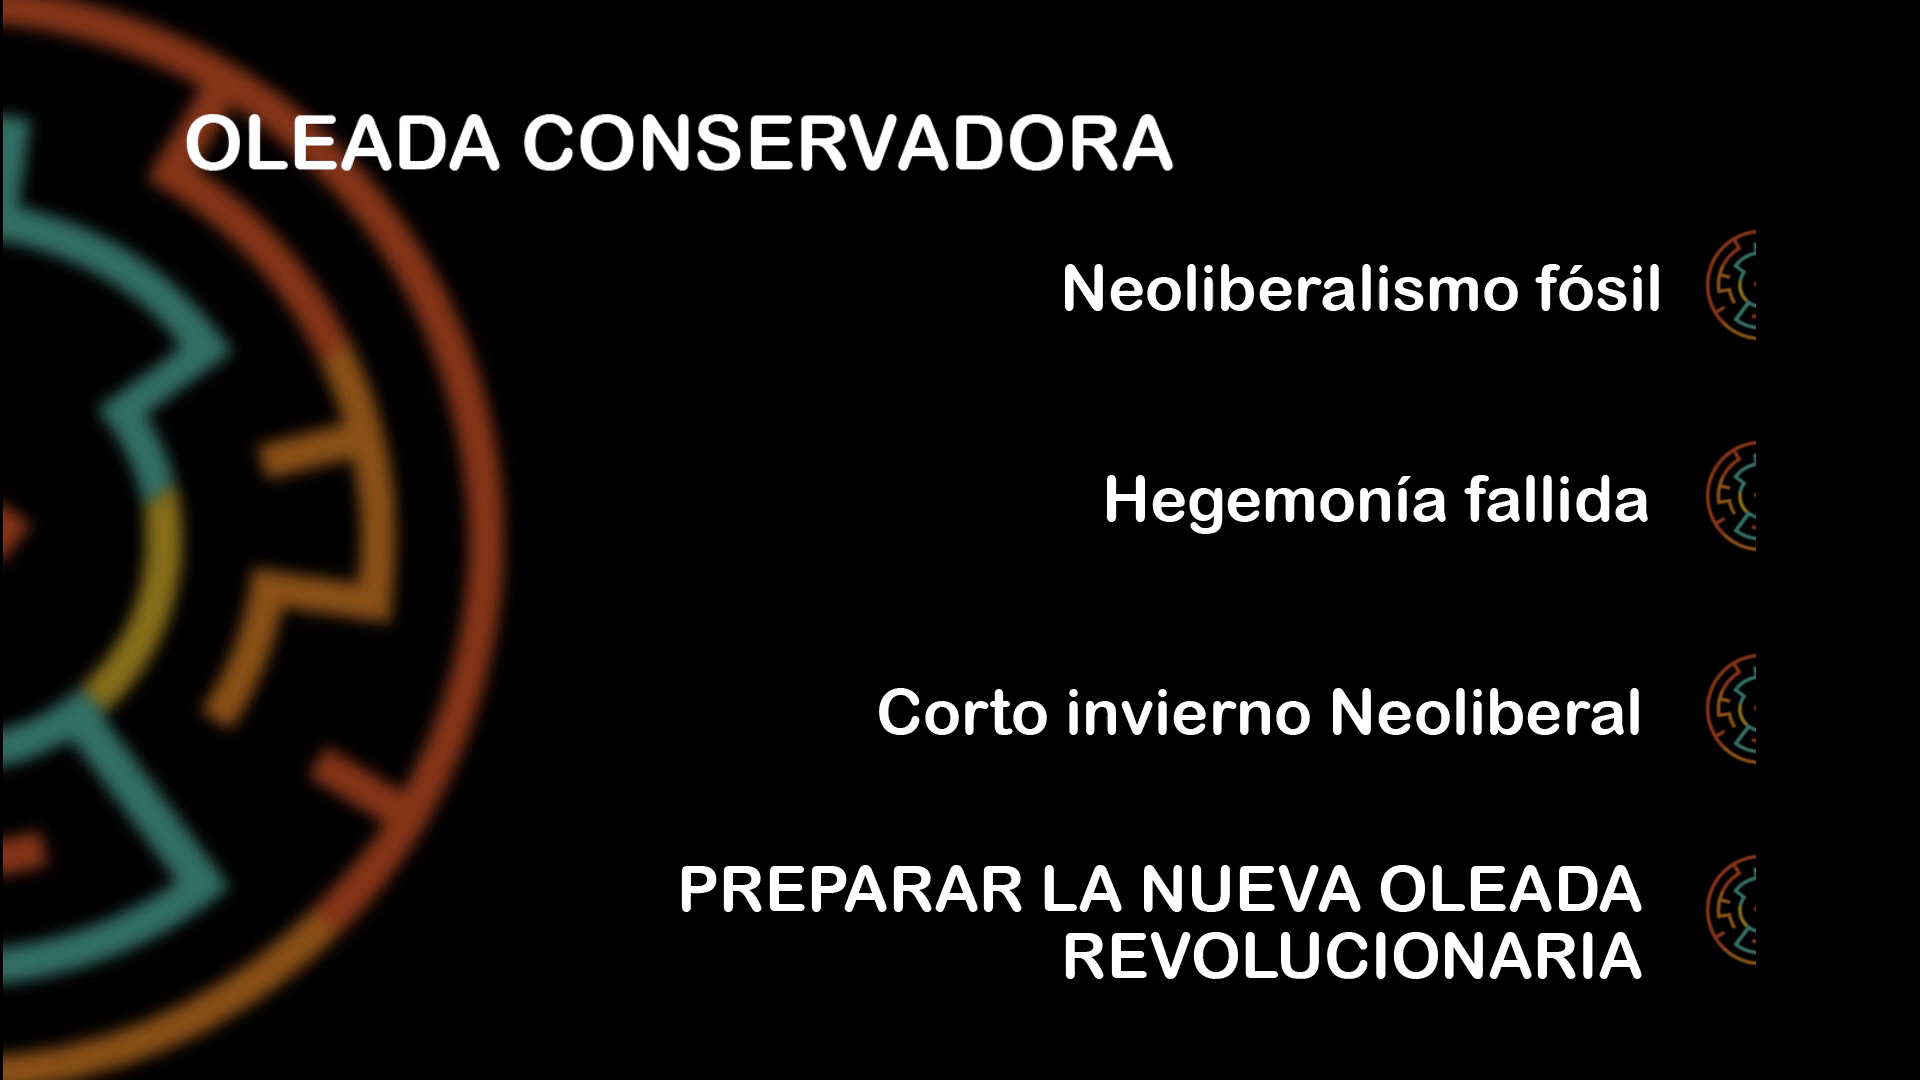 OLEADA CONSERVADORA
Neoliberalismo fósil
Hegemonía fallida
Corto invierno Neoliberal
PREPARAR LA NUEVA OLEADA
REVOLUCIONARIA